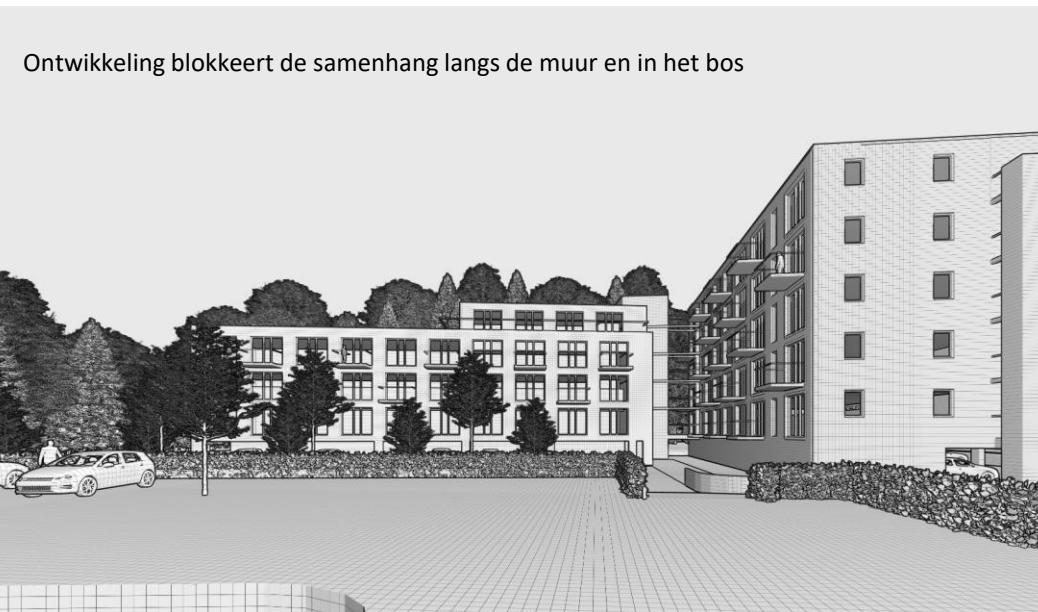 Ontwikkeling blokkeert de samenhang langs de muur en in het bos